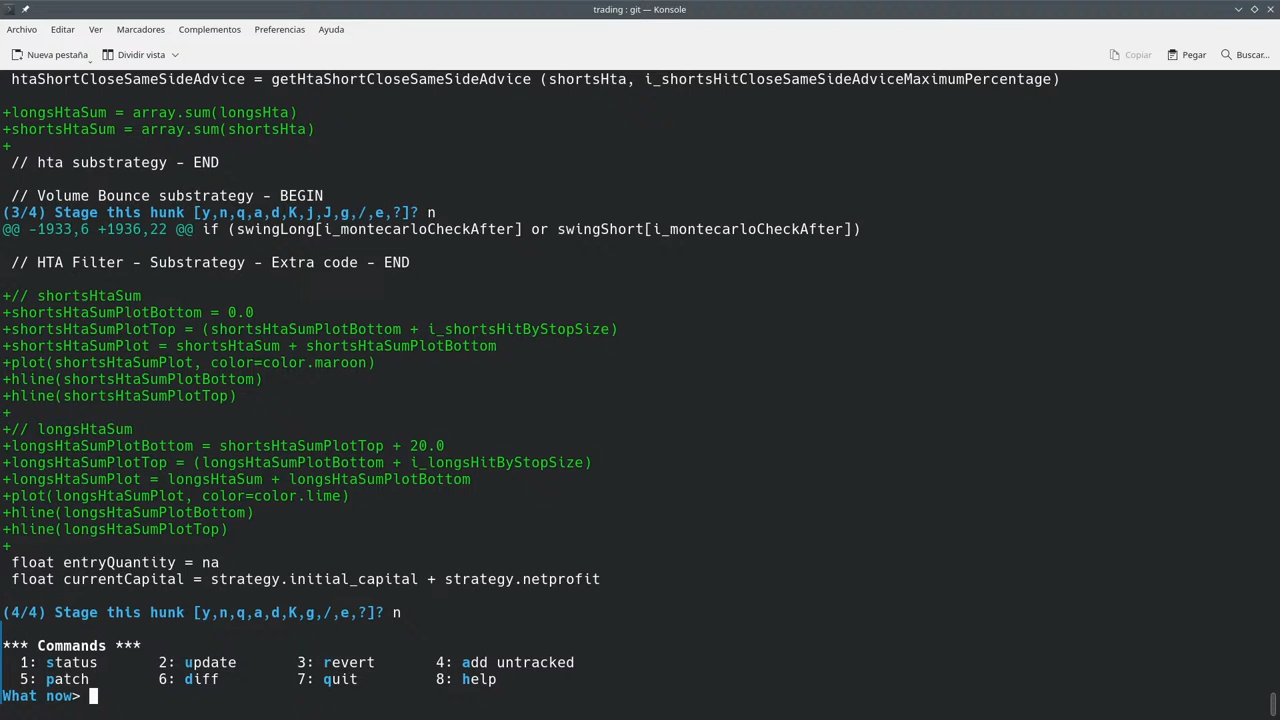 trading : git — Konsole
Archivo Editar Ver Marcadores Complementos Preferencias Ayuda
Nueva pestaña Dividir vista Copiar Pegar Buscar...
htaShortCloseSameSideAdvice = getHtaShortCloseSameSideAdvice (shortsHta, i_shortsHitCloseSameSideAdviceMaximumPercentage)
+longsHtaSum = array.sum(longsHta)
+shortsHtaSum = array.sum(shortsHta)
+
// hta substrategy - END
// Volume Bounce substrategy - BEGIN
(3/4) Stage this hunk [y,n,q,a,d,K,j,J,g,/,e,?]? n
@@ -1933,6 +1936,22 @@ if (swingLong[i_montecarloCheckAfter] or swingShort[i_montecarloCheckAfter])
// HTA Filter - Substrategy - Extra code - END
+// shortsHtaSum
+shortsHtaSumPlotBottom = 0.0
+shortsHtaSumPlotTop = (shortsHtaSumPlotBottom + i_shortsHitByStopSize)
+shortsHtaSumPlot = shortsHtaSum + shortsHtaSumPlotBottom
+plot(shortsHtaSumPlot, color=color.maroon)
+hline(shortsHtaSumPlotBottom)
+hline(shortsHtaSumPlotTop)
+
+// longsHtaSum
+longsHtaSumPlotBottom = shortsHtaSumPlotTop + 20.0
+longsHtaSumPlotTop = (longsHtaSumPlotBottom + i_longsHitByStopSize)
+longsHtaSumPlot = longsHtaSum + longsHtaSumPlotBottom
+plot(longsHtaSumPlot, color=color.lime)
+hline(longsHtaSumPlotBottom)
+hline(longsHtaSumPlotTop)
+
float entryQuantity = na
float currentCapital = strategy.initial_capital + strategy.netprofit
(4/4) Stage this hunk [y,n,q,a,d,K,g,/,e,?]? n
*** Commands ***
1: status 2: update 3: revert 4: add untracked
5: patch 6: diff 7: quit 8: help
What now>